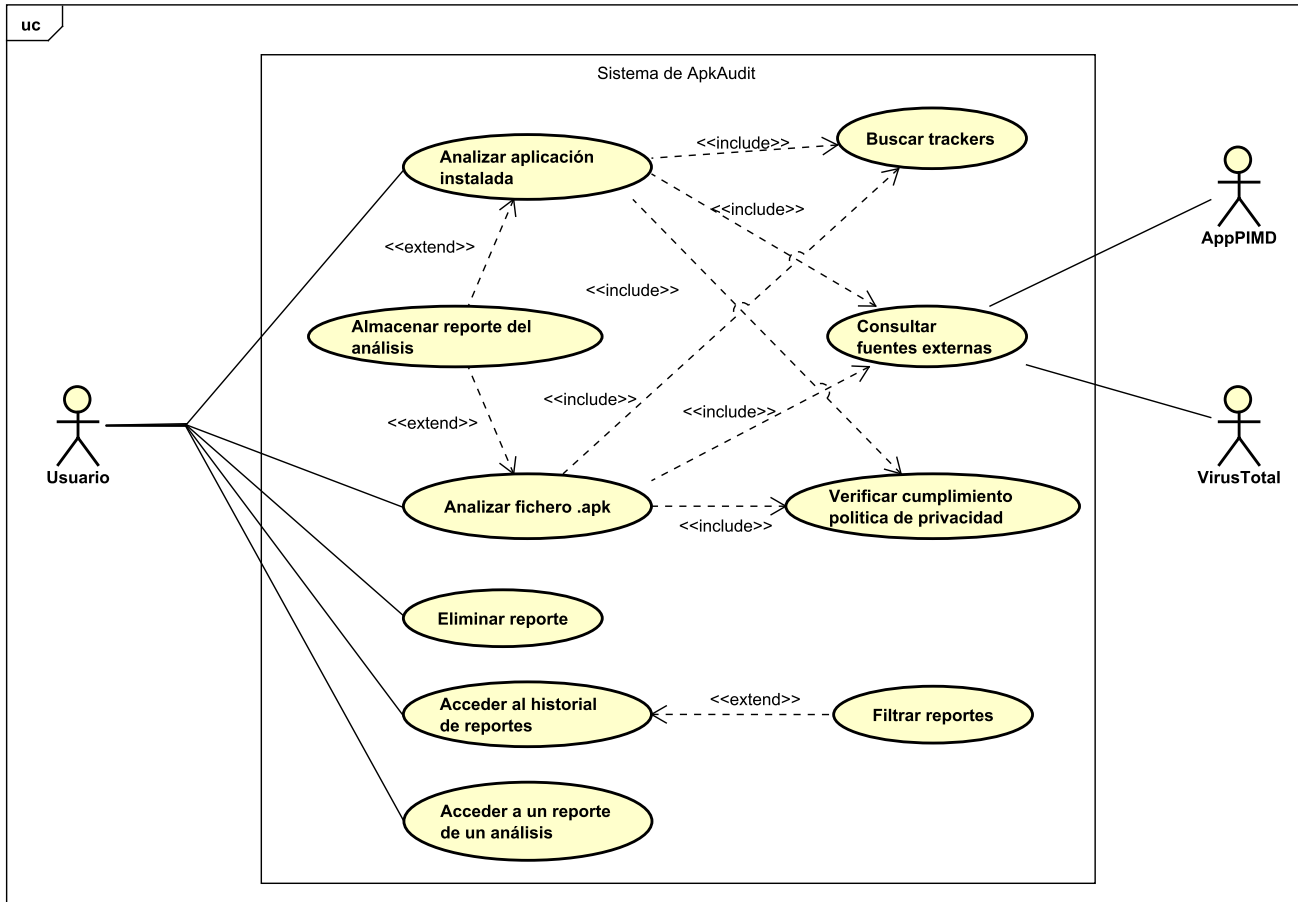 uc
Sistema de ApkAudit
Analizar aplicación
instalada
<<include>>
Buscar trackers
<<include>>
<<extend>>
<<include>>
AppPIMD
Almacenar reporte del
análisis
Consultar
fuentes externas
<<include>>
<<include>>
<<extend>>
Usuario
VirusTotal
Analizar fichero .apk
<<include>>
Verificar cumplimiento
politica de privacidad
Eliminar reporte
Acceder al historial
de reportes
<<extend>>
Filtrar reportes
Acceder a un reporte
de un análisis